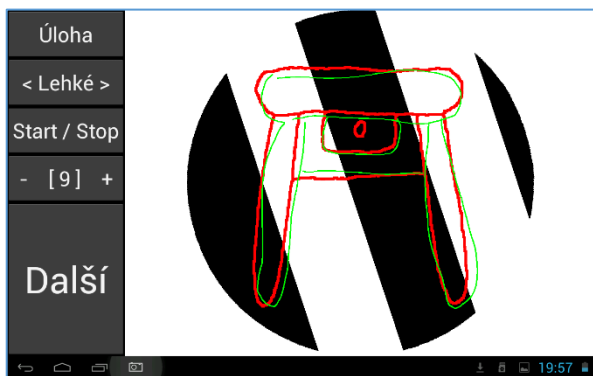 Úloha
< Lehké >
Start / Stop
- [ 9 ] +
Další
19:57